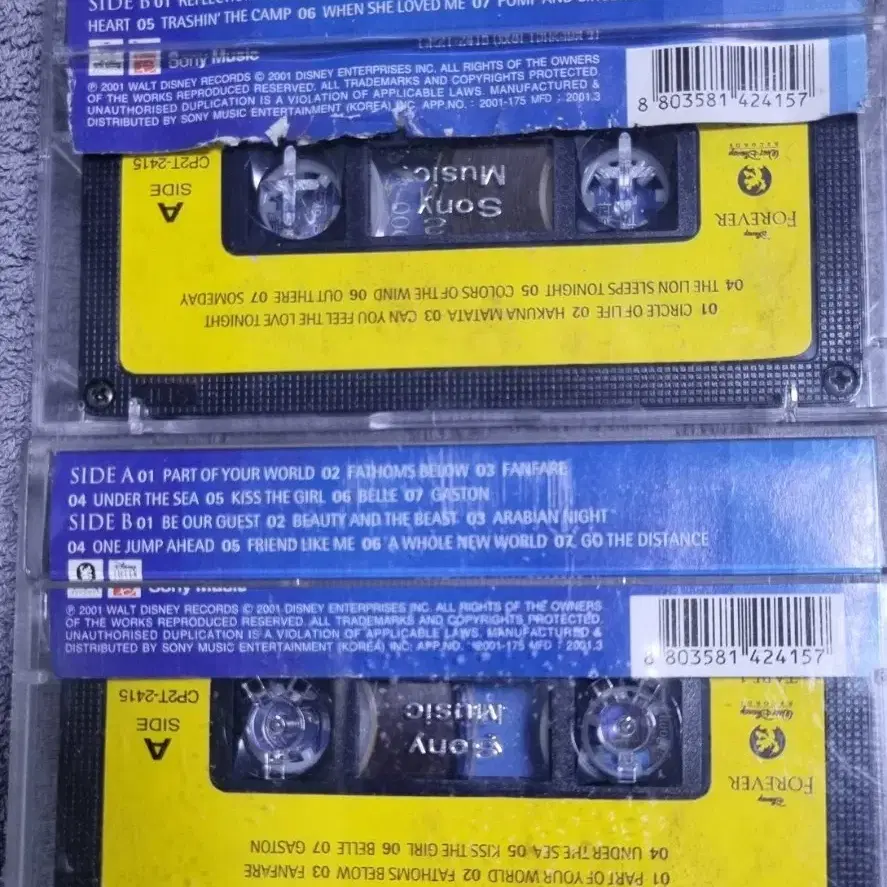 SIDE B 01 REFLECTION
HEART 05 TRASHIN' THE CAMP 06 WHEN SHE LOVED ME 07
Sony Music
℗ 2001 WALT DISNEY RECORDS © 2001 DISNEY ENTERPRISES INC. ALL RIGHTS OF THE OWNERS
OF THE WORKS REPRODUCED RESERVED. ALL TRADEMARKS AND COPYRIGHTS PROTECTED.
UNAUTHORISED DUPLICATION IS A VIOLATION OF APPLICABLE LAWS. MANUFACTURED &
DISTRIBUTED BY SONY MUSIC ENTERTAINMENT (KOREA) INC. APP.NO. : 2001-175 MFD : 2001.3
8 803581 424157
CP2T-2415
SIDE
A
Sony
Music
Walt Disney
RECORDS
Disney
FOREVER
01 CIRCLE OF LIFE 02 HAKUNA MATATA 03 CAN YOU FEEL THE LOVE TONIGHT
04 THE LION SLEEPS TONIGHT 05 COLORS OF THE WIND 06 OUT THERE 07 SOMEDAY
SIDE A 01 PART OF YOUR WORLD 02 FATHOMS BELOW 03 FANFARE
04 UNDER THE SEA 05 KISS THE GIRL 06 BELLE 07 GASTON
SIDE B 01 BE OUR GUEST 02 BEAUTY AND THE BEAST 03 ARABIAN NIGHT
04 ONE JUMP AHEAD 05 FRIEND LIKE ME 06 A WHOLE NEW WORLD 07 GO THE DISTANCE
Sony Music
℗ 2001 WALT DISNEY RECORDS © 2001 DISNEY ENTERPRISES INC. ALL RIGHTS OF THE OWNERS
OF THE WORKS REPRODUCED RESERVED. ALL TRADEMARKS AND COPYRIGHTS PROTECTED.
UNAUTHORISED DUPLICATION IS A VIOLATION OF APPLICABLE LAWS. MANUFACTURED &
DISTRIBUTED BY SONY MUSIC ENTERTAINMENT (KOREA) INC. APP.NO. : 2001-175 MFD : 2001.3
8 803581 424157
CP2T-2415
SIDE
A
Sony
Music
TAPE 1
Walt Disney
RECORDS
Disney
FOREVER
01 PART OF YOUR WORLD 02 FATHOMS BELOW 03 FANFARE
04 UNDER THE SEA 05 KISS THE GIRL 06 BELLE 07 GASTON